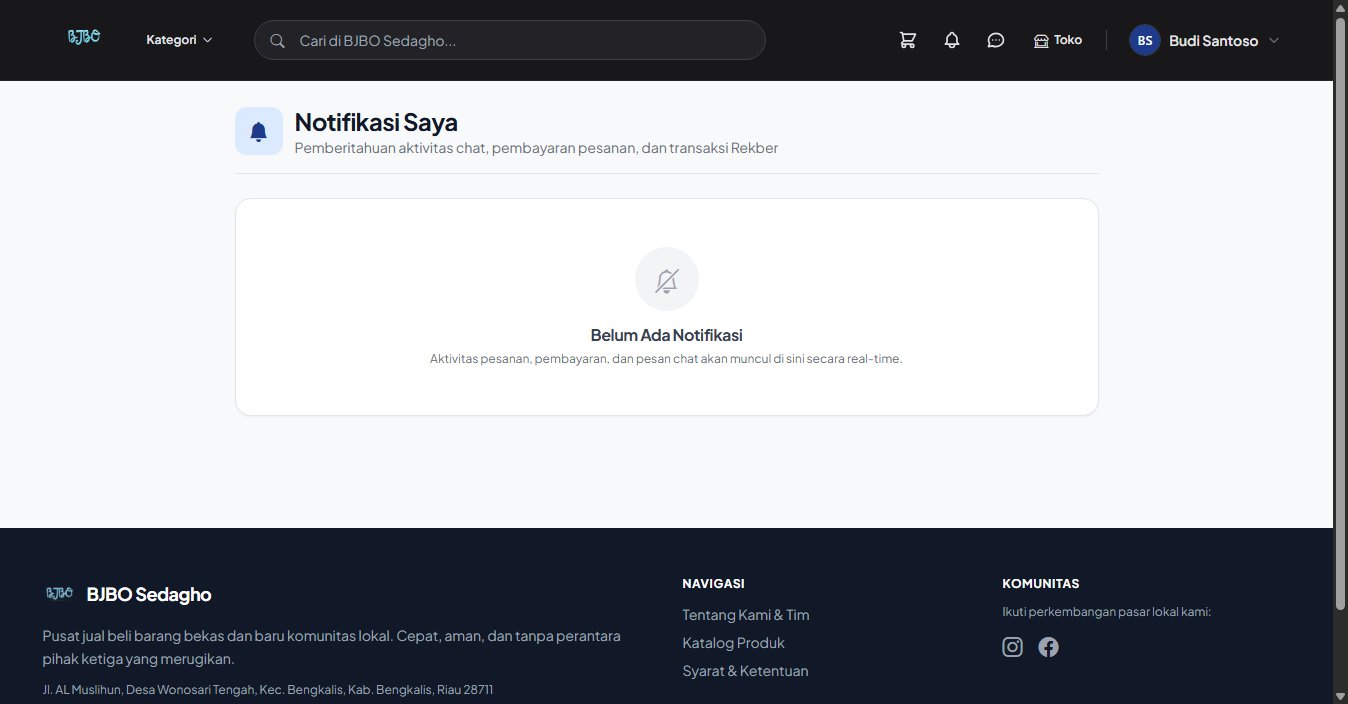 BJBO
Kategori
Cari di BJBO Sedagho...
Toko
BS
Budi Santoso
Notifikasi Saya
Pemberitahuan aktivitas chat, pembayaran pesanan, dan transaksi Rekber
Belum Ada Notifikasi
Aktivitas pesanan, pembayaran, dan pesan chat akan muncul di sini secara real-time.
BJBO
BJBO Sedagho
Pusat jual beli barang bekas dan baru komunitas lokal. Cepat, aman, dan tanpa perantara
pihak ketiga yang merugikan.
Jl. AL Muslihun, Desa Wonosari Tengah, Kec. Bengkalis, Kab. Bengkalis, Riau 28711
NAVIGASI
Tentang Kami & Tim
Katalog Produk
Syarat & Ketentuan
KOMUNITAS
Ikuti perkembangan pasar lokal kami: